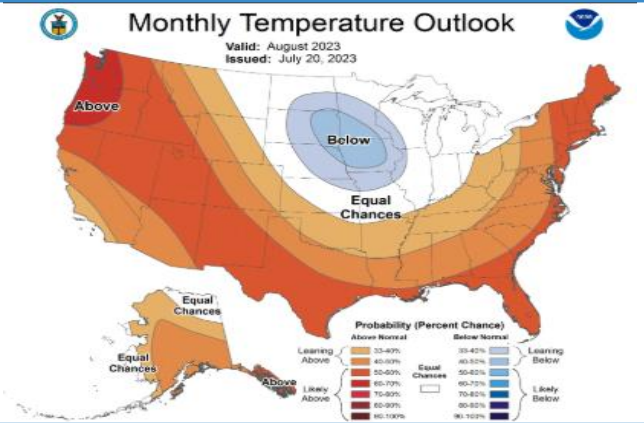 Monthly Temperature Outlook
Valid: August 2023
Issued: July 20, 2023
Above
Below
Equal
Chances
Equal
Chances
Equal
Chances
Above
Probability (Percent Chance)
Above Normal Below Normal
Leaning
Above
33-40% 33-40%
40-50% 40-50%
Leaning
Below
Equal
Chances
Likely
Above
50-60% 50-60%
60-70% 60-70%
70-80% 70-80%
80-90% 80-90%
90-100% 90-100%
Likely
Below